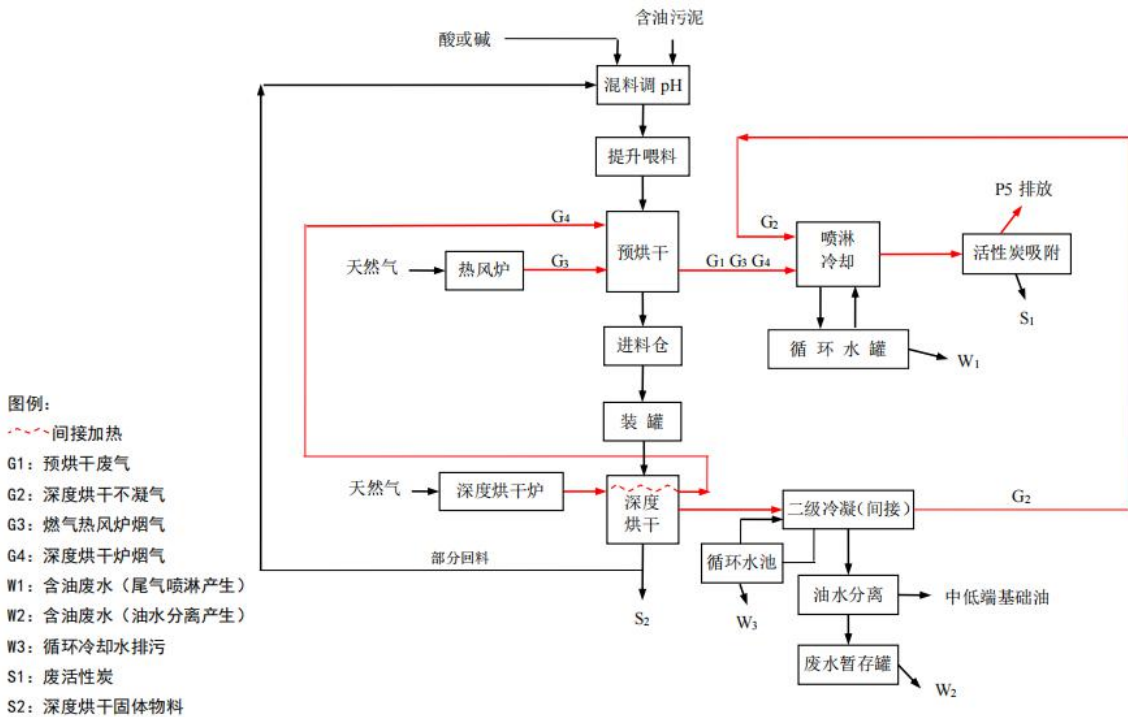 含油污泥
酸或碱
混料调 pH
提升喂料
P5 排放
G₄
G₂
喷淋
冷却
预烘干
活性炭吸附
天然气
热风炉
G₃
G₁ G₃ G₄
S₁
进料仓
循 环 水 罐
W₁
图例：
间接加热
装 罐
G1：预烘干废气
天然气
深度烘干炉
深度
烘干
二级冷凝（间接）
G₂
G2：深度烘干不凝气
G3：燃气热风炉烟气
G4：深度烘干炉烟气
部分回料
循环水池
W1：含油废水（尾气喷淋产生）
油水分离
中低端基础油
W2：含油废水（油水分离产生）
S₂
W₃
W3：循环冷却水排污
废水暂存罐
W₂
S1：废活性炭
S2：深度烘干固体物料